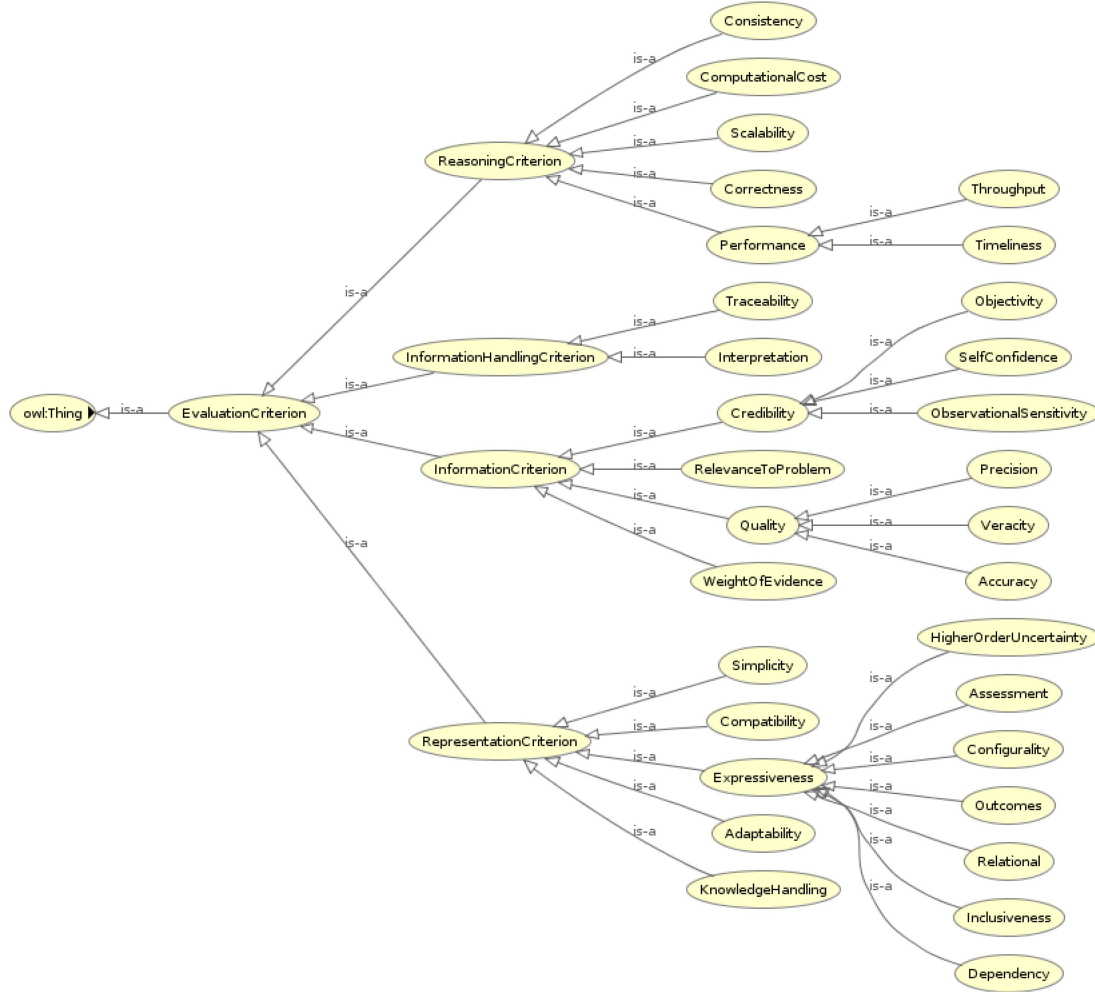 Consistency
is-a
ComputationalCost
is-a
Scalability
is-a
ReasoningCriterion
Correctness
is-a
Throughput
is-a
is-a
Performance
is-a
Timeliness
is-a
Traceability
is-a
Objectivity
is-a
InformationHandlingCriterion
is-a
Interpretation
SelfConfidence
is-a
is-a
owl:Thing
is-a
EvaluationCriterion
Credibility
is-a
ObservationalSensitivity
is-a
is-a
InformationCriterion
is-a
RelevanceToProblem
Precision
is-a
is-a
Quality
is-a
Veracity
is-a
is-a
is-a
WeightOfEvidence
Accuracy
HigherOrderUncertainty
Simplicity
is-a
is-a
Assessment
Compatibility
is-a
is-a
RepresentationCriterion
Configurality
is-a
is-a
Expressiveness
is-a
Outcomes
is-a
is-a
Adaptability
is-a
is-a
Relational
KnowledgeHandling
is-a
Inclusiveness
Dependency